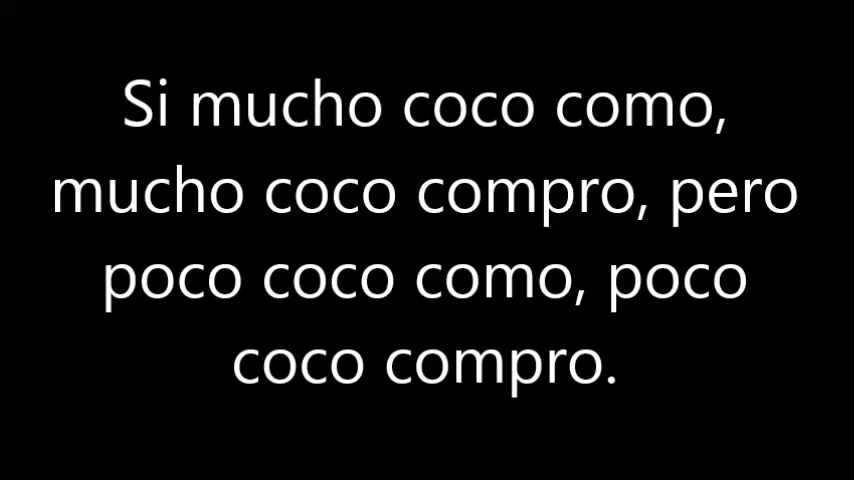 Si mucho coco como,
mucho coco compro, pero
poco coco como, poco
coco compro.